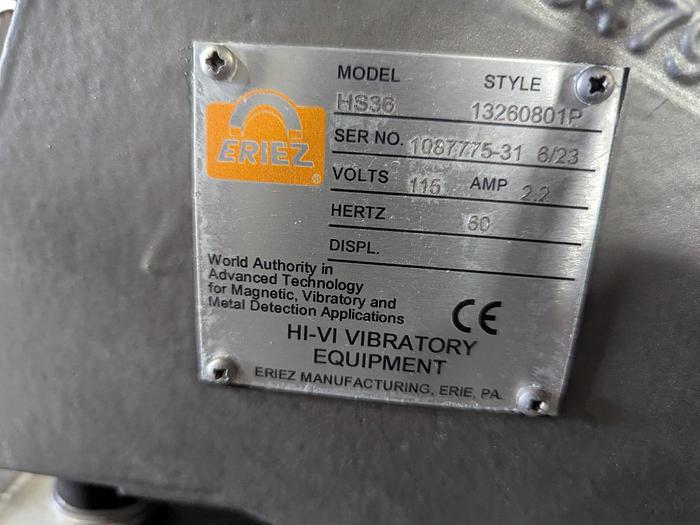 MODEL STYLE
HS36 13260801P
ERIEZ ®
SER NO. 1087775-31 6/23
VOLTS 115 AMP 2.2
HERTZ 60
DISPL.
World Authority in
Advanced Technology
for Magnetic, Vibratory and
Metal Detection Applications
CE
HI-VI VIBRATORY
EQUIPMENT
ERIEZ MANUFACTURING, ERIE, PA.